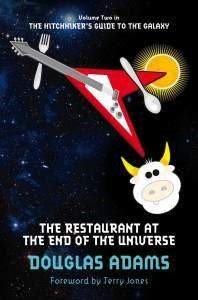 Volume Two in
THE HITCHHIKER'S GUIDE TO THE GALAXY
THE RESTAURANT AT
THE END OF THE UNIVERSE
DOUGLAS ADAMS
Foreword by Terry Jones